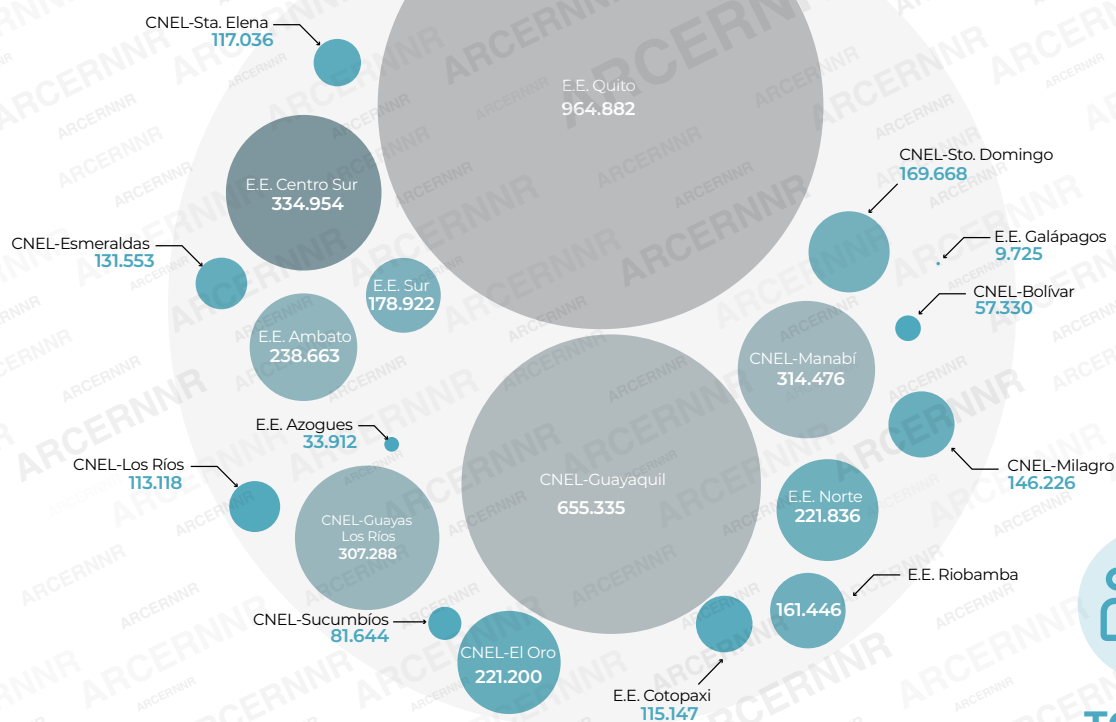 CNEL-Sta. Elena
117.036
E.E. Quito
964.882
CNEL-Sto. Domingo
169.668
E.E. Centro Sur
334.954
E.E. Galápagos
9.725
CNEL-Esmeraldas
131.553
E.E. Sur
178.922
CNEL-Bolívar
57.330
E.E. Ambato
238.663
CNEL-Manabí
314.476
E.E. Azogues
33.912
CNEL-Los Ríos
113.118
CNEL-Milagro
146.226
CNEL-Guayaquil
655.335
E.E. Norte
221.836
CNEL-Guayas
Los Ríos
307.288
E.E. Riobamba
161.446
CNEL-Sucumbíos
81.644
CNEL-El Oro
221.200
E.E. Cotopaxi
115.147
ARCERNNR